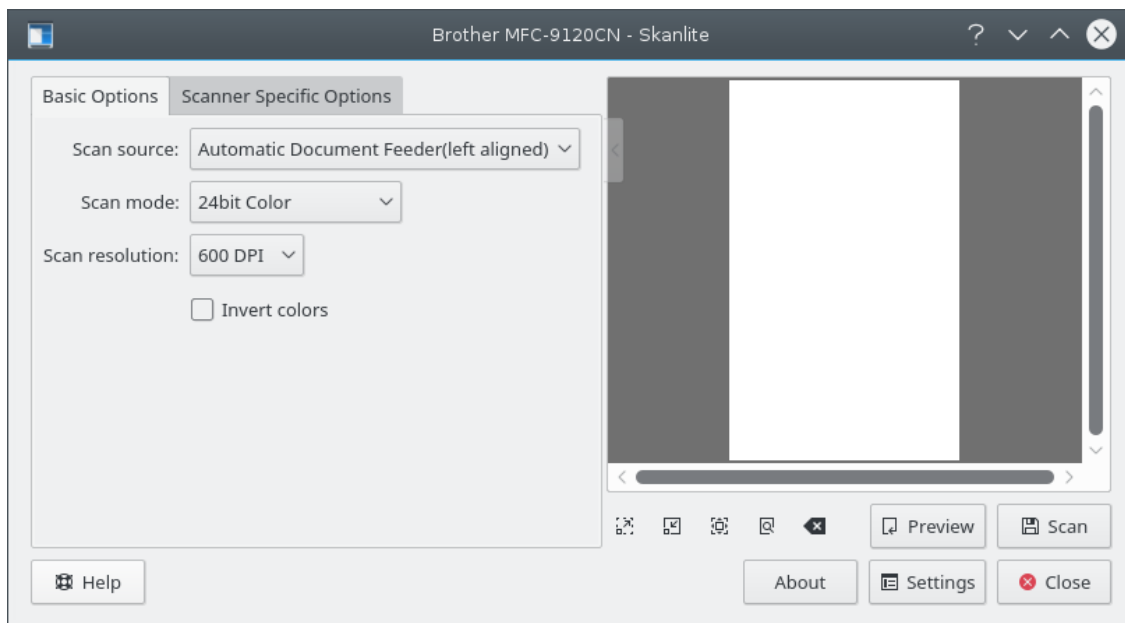 Brother MFC-9120CN - Skanlite
Basic Options Scanner Specific Options
Scan source: Automatic Document Feeder(left aligned)
Scan mode: 24bit Color
Scan resolution: 600 DPI
Invert colors
Preview Scan
Help About Settings Close